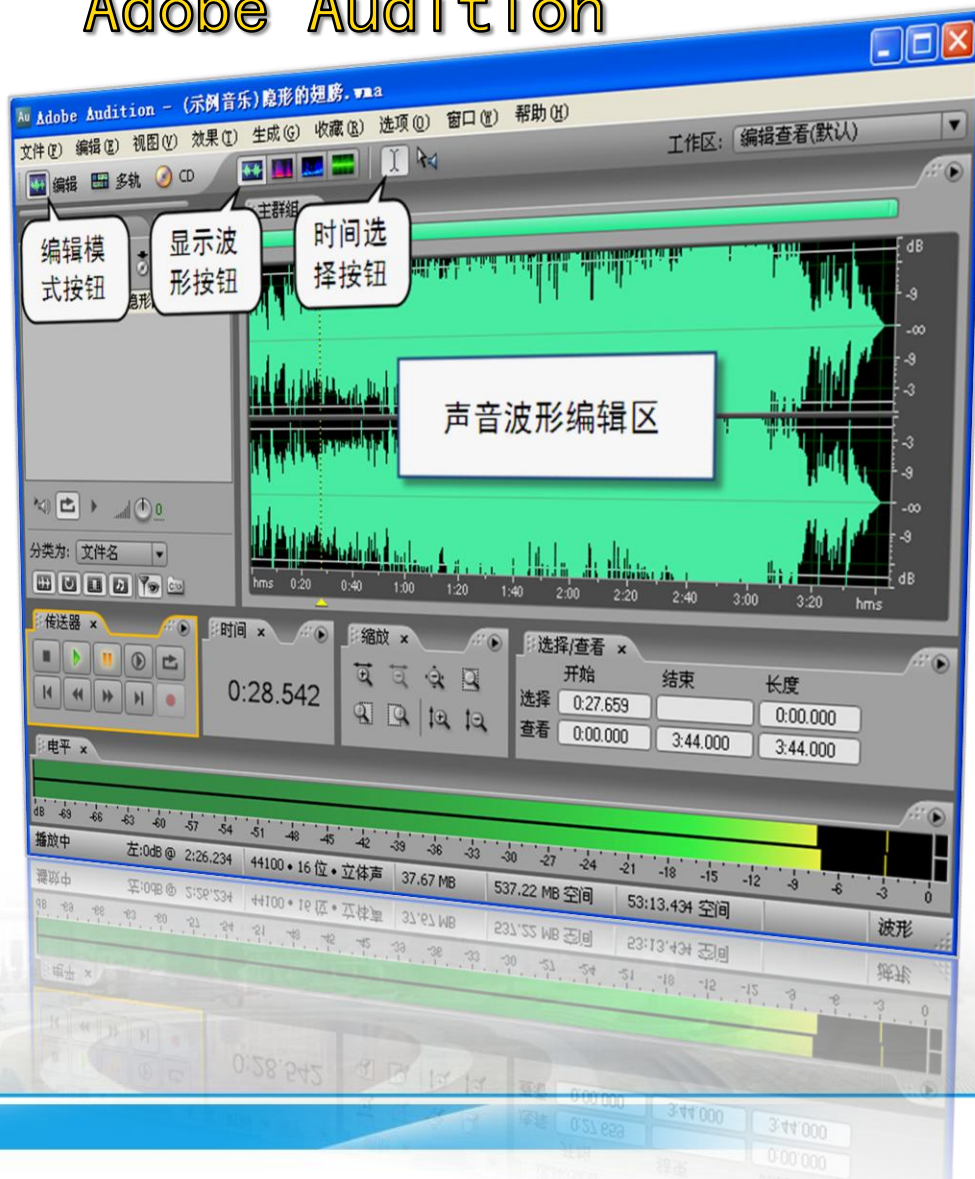 Adobe Audition
Au Adobe Audition - (示例音乐)隐形的翅膀.wma
文件(F) 编辑(E) 视图(V) 效果(T) 生成(G) 收藏(R) 选项(O) 窗口(W) 帮助(H)
编辑 多轨 CD
工作区: 编辑查看(默认)
主群组
编辑模
式按钮
显示波
形按钮
时间选
择按钮
隐形
dB
-9
-∞
-9
-3
声音波形编辑区
-3
-9
-∞
-9
dB
0
分类为: 文件名
hms 0:20 0:40 1:00 1:20 1:40 2:00 2:20 2:40 3:00 3:20 hms
传送器 × 时间 × 缩放 × 选择/查看 ×
开始 结束 长度
0:28.542
选择 0:27.659 0:00.000
查看 0:00.000 3:44.000 3:44.000
电平 ×
dB -69 -66 -63 -60 -57 -54 -51 -48 -45 -42 -39 -36 -33 -30 -27 -24 -21 -18 -15 -12 -9 -6 -3 0
播放中 左:0dB @ 2:26.234 44100 • 16 位 • 立体声 37.67 MB 537.22 MB 空间 53:13.434 空间 波形